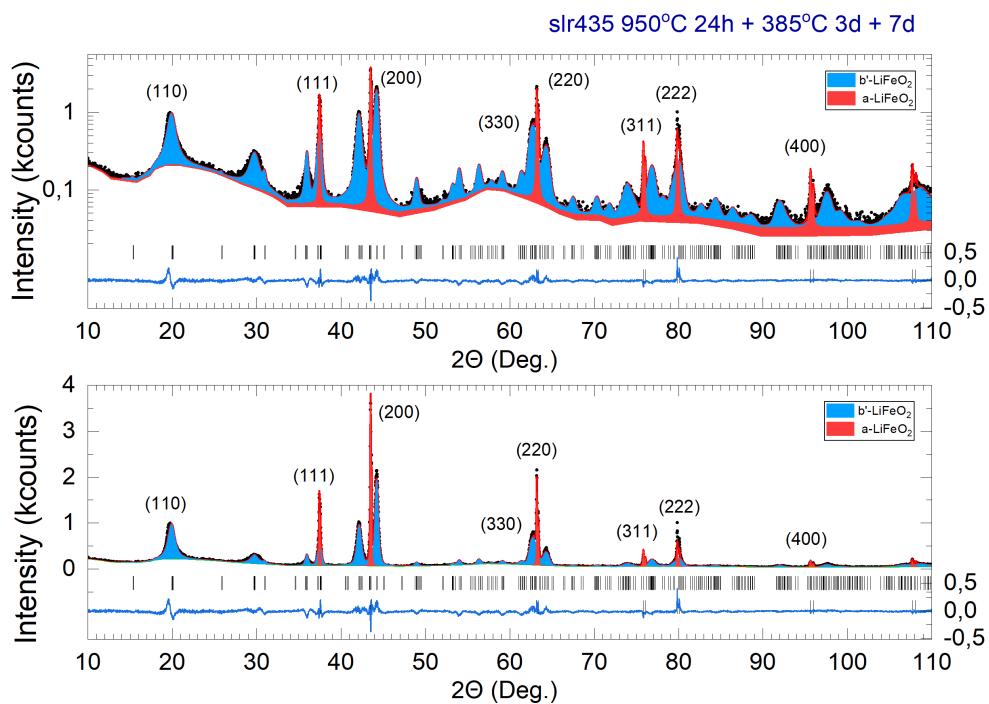 slr435 950°C 24h + 385°C 3d + 7d
Intensity (kcounts)
1
0,1
(110)
(111)
(200)
(330)
(220)
(311)
(222)
(400)
b'-LiFeO₂
a-LiFeO₂
0,5
0,0
-0,5
10 20 30 40 50 60 70 80 90 100 110
2Θ (Deg.)
Intensity (kcounts)
4
3
2
1
0
(110)
(111)
(200)
(330)
(220)
(311)
(222)
(400)
b'-LiFeO₂
a-LiFeO₂
0,5
0,0
-0,5
10 20 30 40 50 60 70 80 90 100 110
2Θ (Deg.)